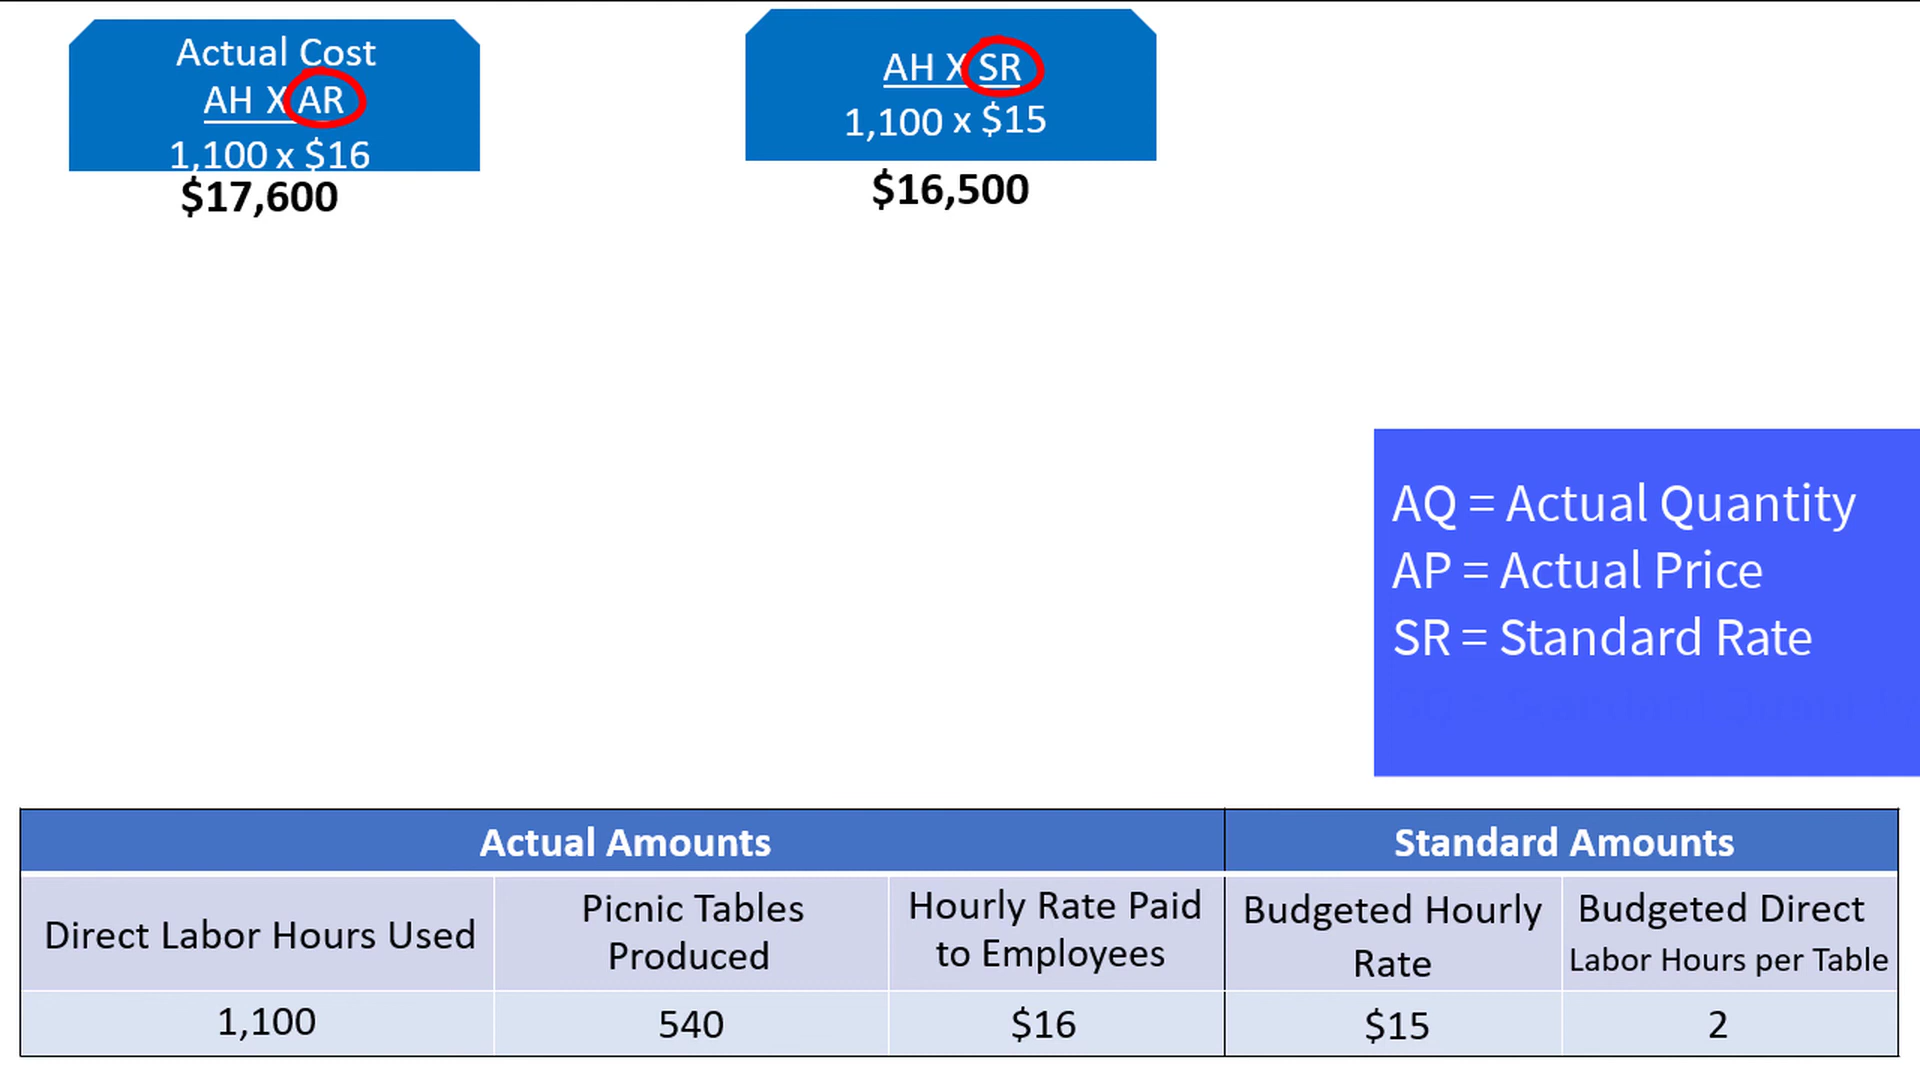 Actual Cost
AH X AR
1,100 x $16
$17,600
AH X SR
1,100 x $15
$16,500
AQ = Actual Quantity
AP = Actual Price
SR = Standard Rate
Actual Amounts
Standard Amounts
Direct Labor Hours Used
Picnic Tables
Produced
Hourly Rate Paid
to Employees
Budgeted Hourly
Rate
Budgeted Direct
Labor Hours per Table
1,100
540
$16
$15
2